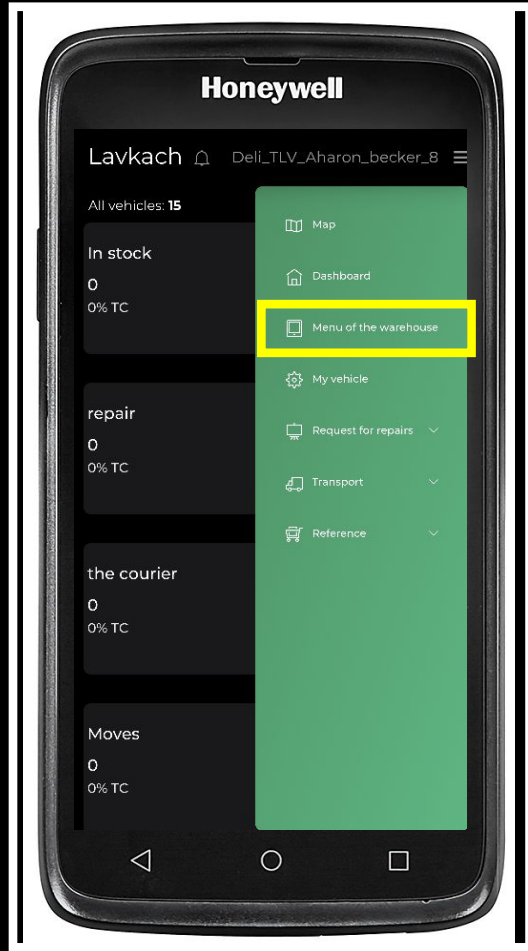 Honeywell
Lavkach Deli_TLV_Aharon_becker_8
All vehicles: 15
In stock
0
0% TC
repair
0
0% TC
the courier
0
0% TC
Moves
0
0% TC
Map
Dashboard
Menu of the warehouse
My vehicle
Request for repairs
Transport
Reference